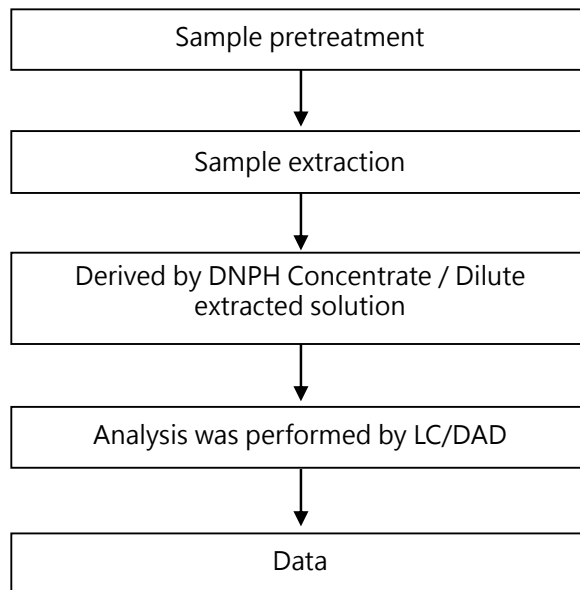 Sample pretreatment
Sample extraction
Derived by DNPH Concentrate / Dilute
extracted solution
Analysis was performed by LC/DAD
Data